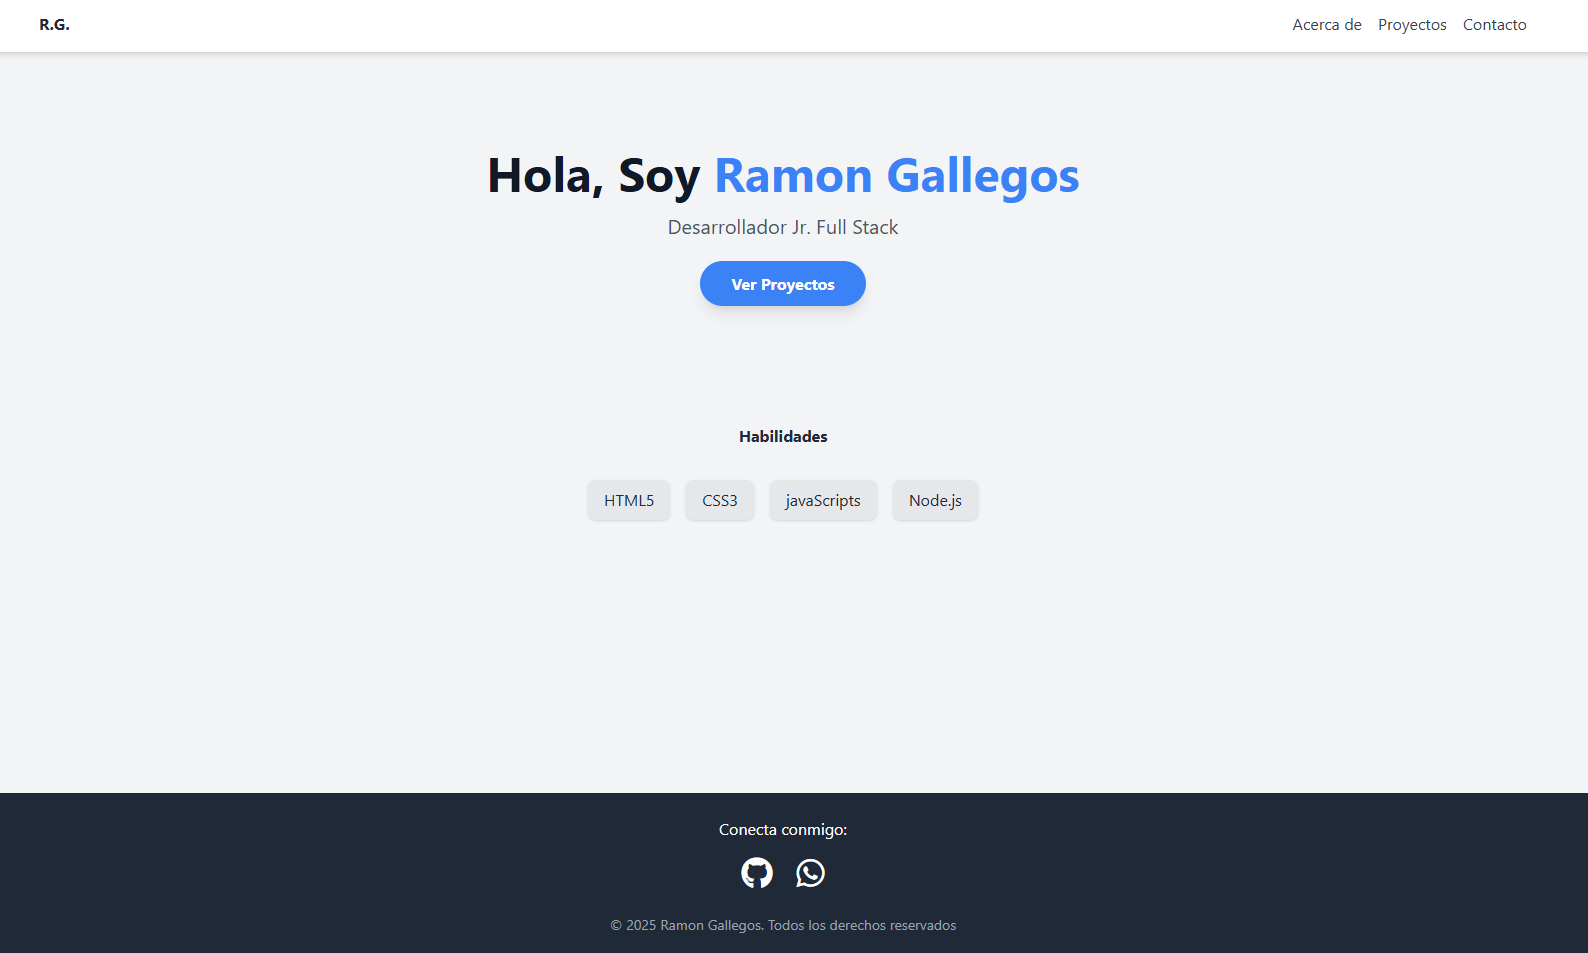 R.G.
Acerca de Proyectos Contacto
Hola, Soy Ramon Gallegos
Desarrollador Jr. Full Stack
Ver Proyectos
Habilidades
HTML5 CSS3 javaScripts Node.js
Conecta conmigo:
© 2025 Ramon Gallegos. Todos los derechos reservados